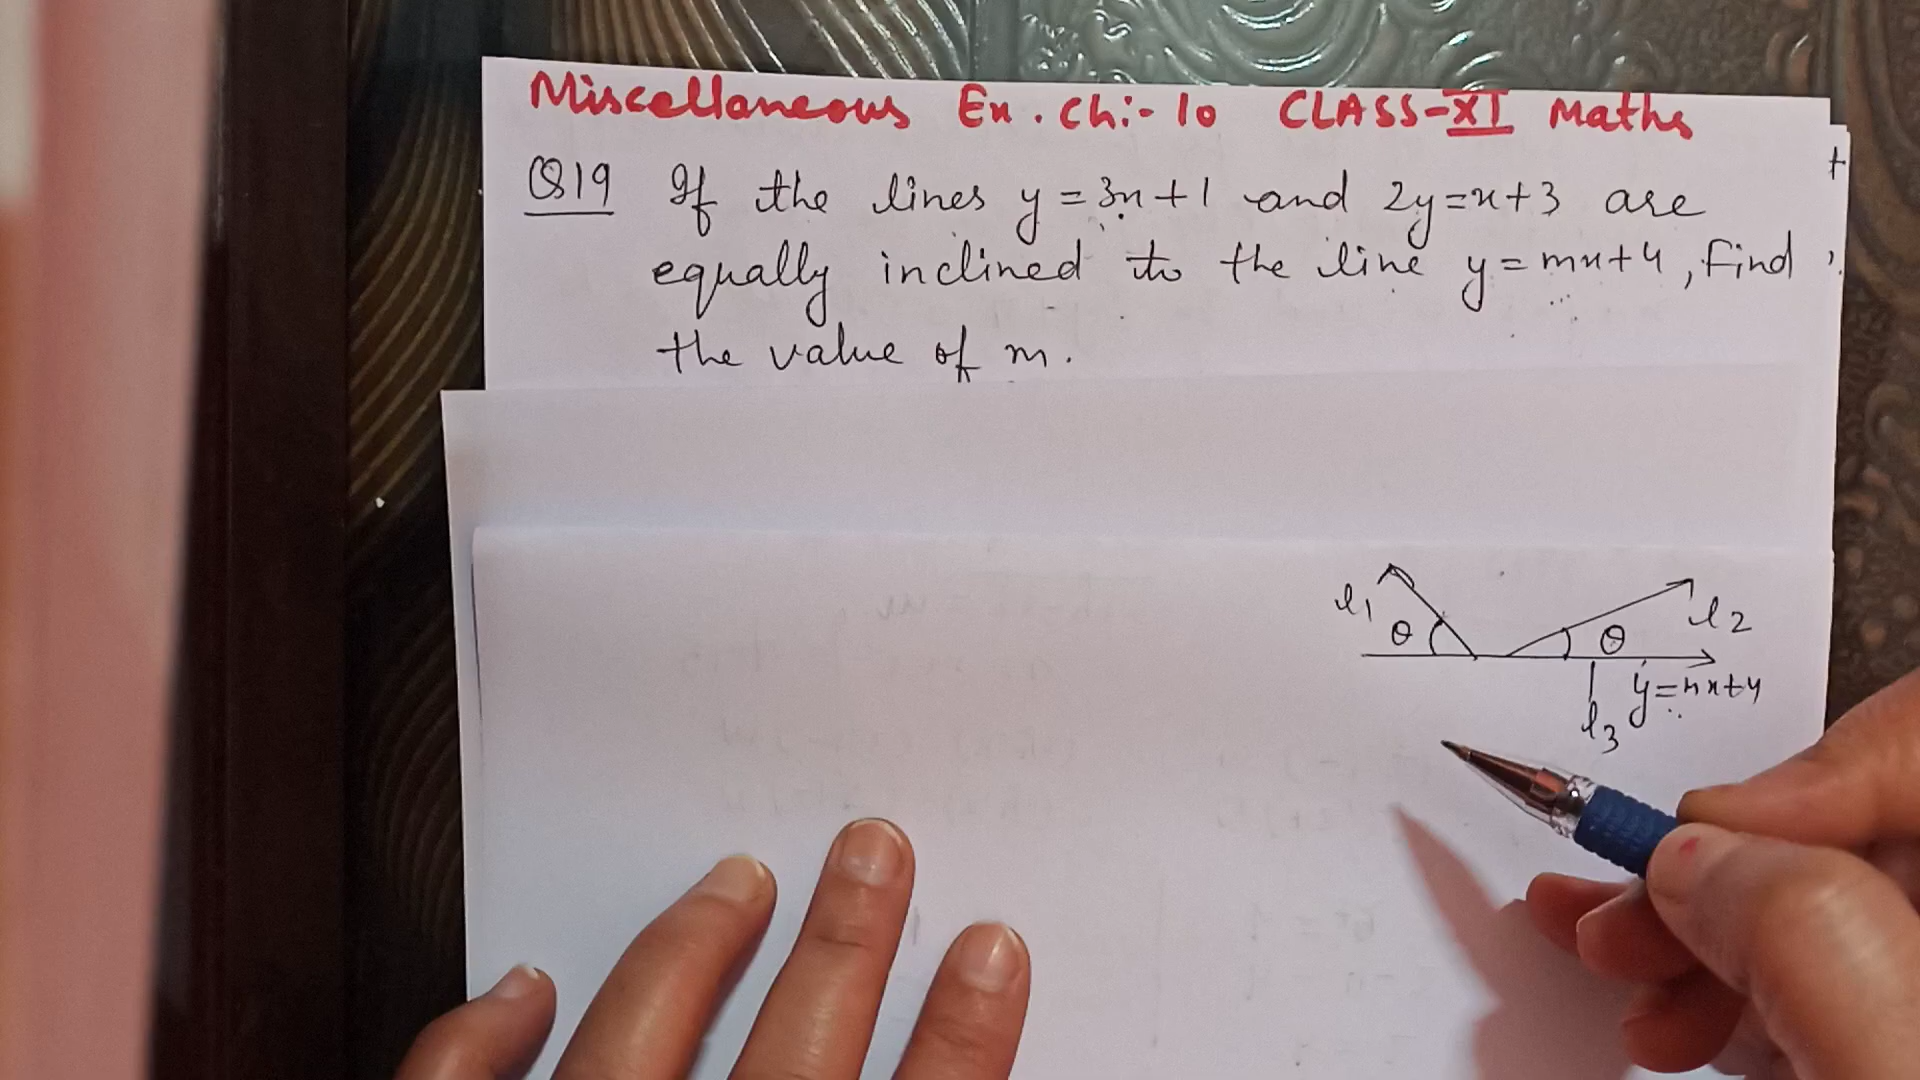 Miscellaneous Ex. Ch:- 10 CLASS-XI Maths
Q19 If the lines y=3x+1 and 2y=x+3 are
equally inclined to the line y=mx+4, find
the value of m.
l1 θ θ l2
y=mx+4
l3